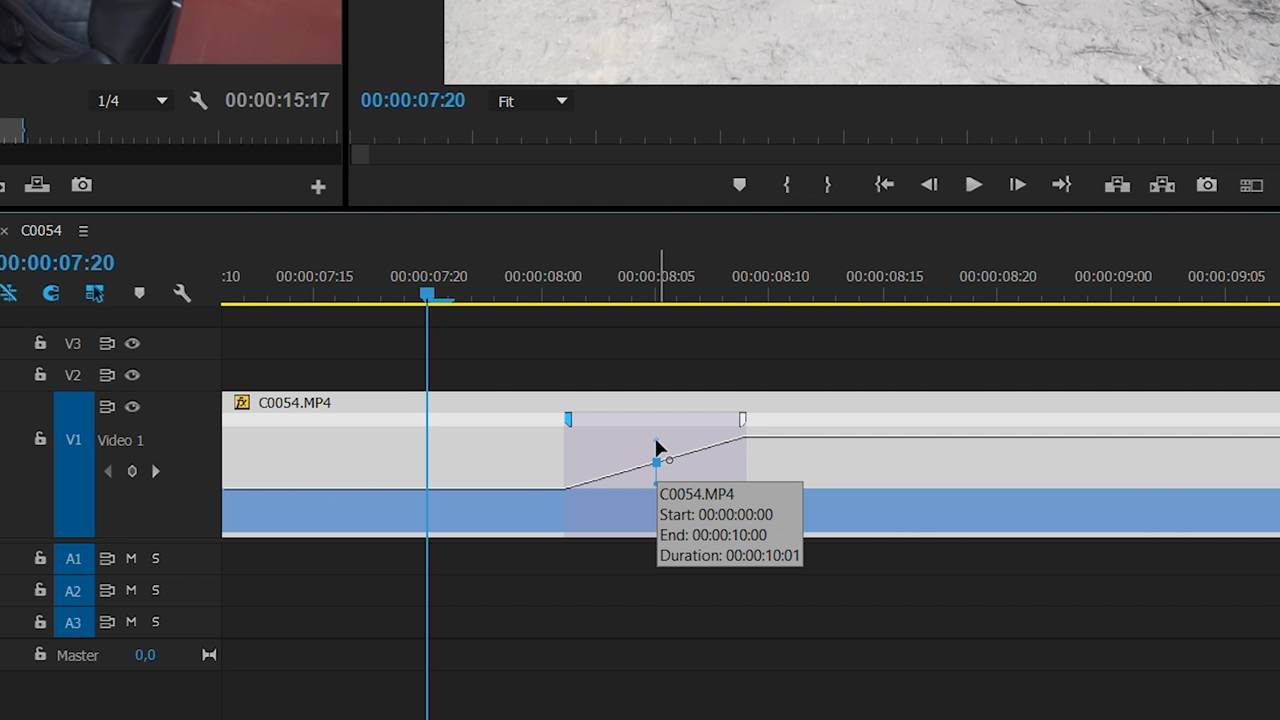 1/4
00:00:15:17
00:00:07:20
Fit
C0054
00:00:07:20
:10
00:00:07:15
00:00:07:20
00:00:08:00
00:00:08:05
00:00:08:10
00:00:08:15
00:00:08:20
00:00:09:00
00:00:09:05
V3
V2
fx C0054.MP4
V1
Video 1
C0054.MP4
Start: 00:00:00:00
End: 00:00:10:00
Duration: 00:00:10:01
A1 M S
A2 M S
A3 M S
Master 0,0